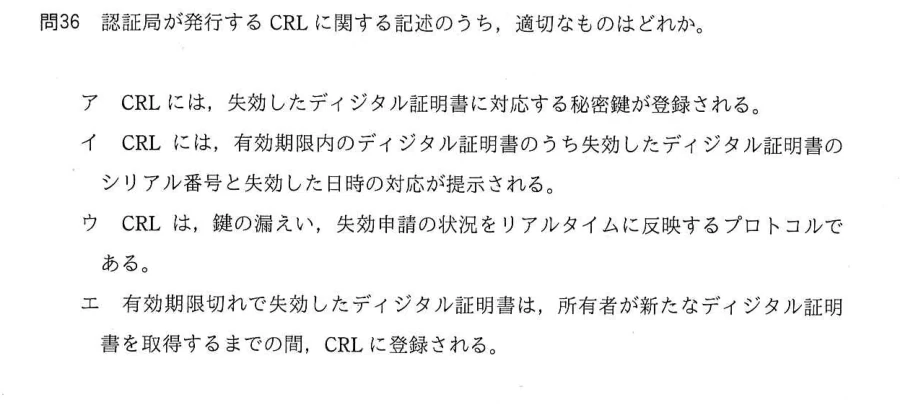 問36 認証局が発行する CRL に関する記述のうち，適切なものはどれか。
ア CRL には，失効したディジタル証明書に対応する秘密鍵が登録される。
イ CRL には，有効期限内のディジタル証明書のうち失効したディジタル証明書の
シリアル番号と失効した日時の対応が提示される。
ウ CRL は，鍵の漏えい，失効申請の状況をリアルタイムに反映するプロトコルで
ある。
エ 有効期限切れで失効したディジタル証明書は，所有者が新たなディジタル証明
書を取得するまでの間，CRL に登録される。